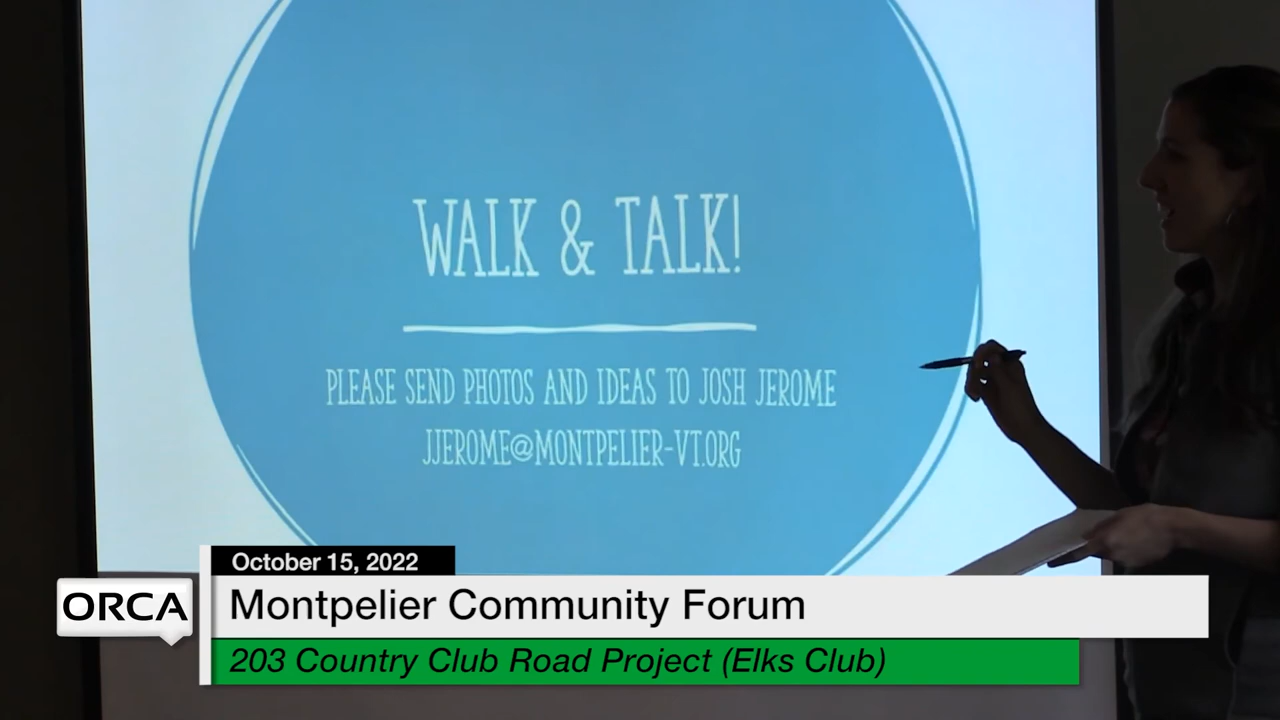 WALK & TALK!
PLEASE SEND PHOTOS AND IDEAS TO JOSH JEROME
JJEROME@MONTPELIER-VT.ORG
October 15, 2022
ORCA
Montpelier Community Forum
203 Country Club Road Project (Elks Club)